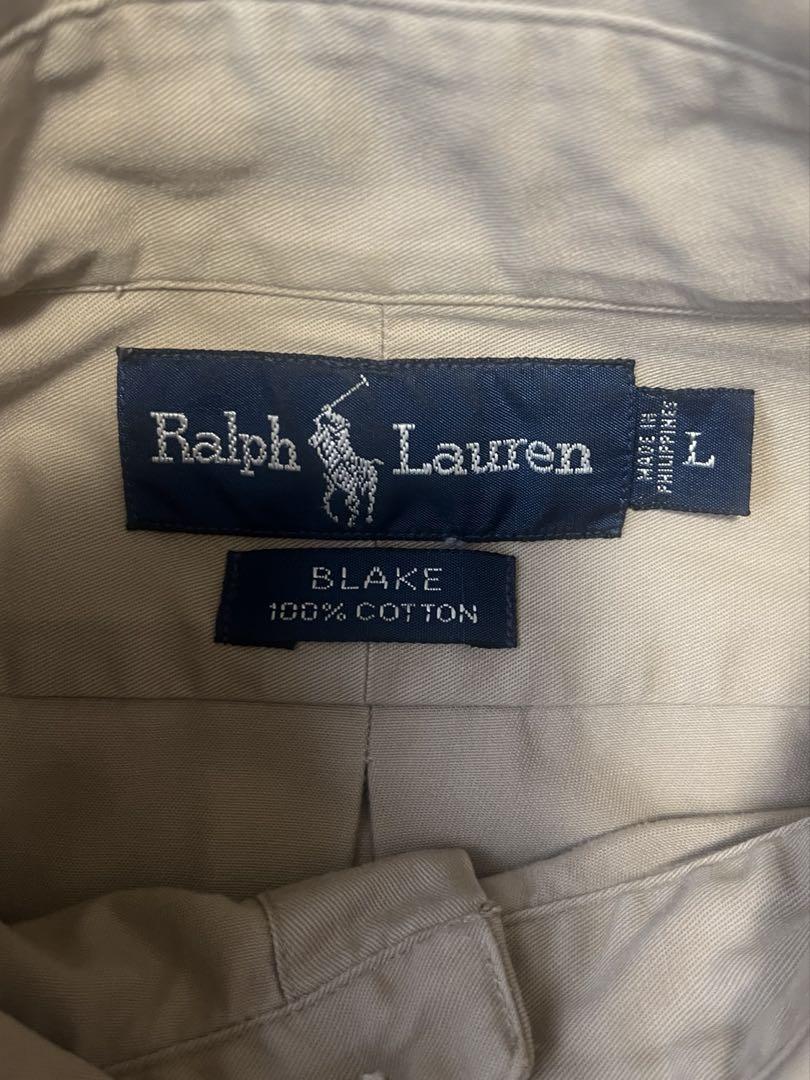 Ralph Lauren
MADE IN
PHILIPPINES
L
BLAKE
100% COTTON